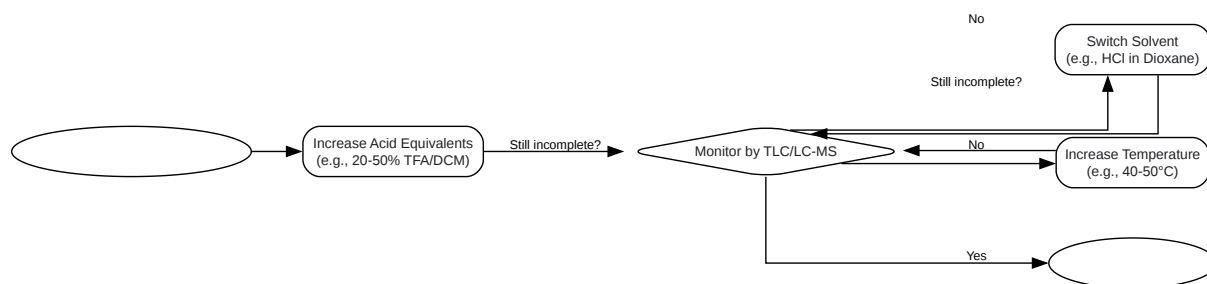 No
Switch Solvent
(e.g., HCl in Dioxane)
Still incomplete?
Increase Acid Equivalents
(e.g., 20-50% TFA/DCM)
Still incomplete?
Monitor by TLC/LC-MS
No
Increase Temperature
(e.g., 40-50°C)
Yes